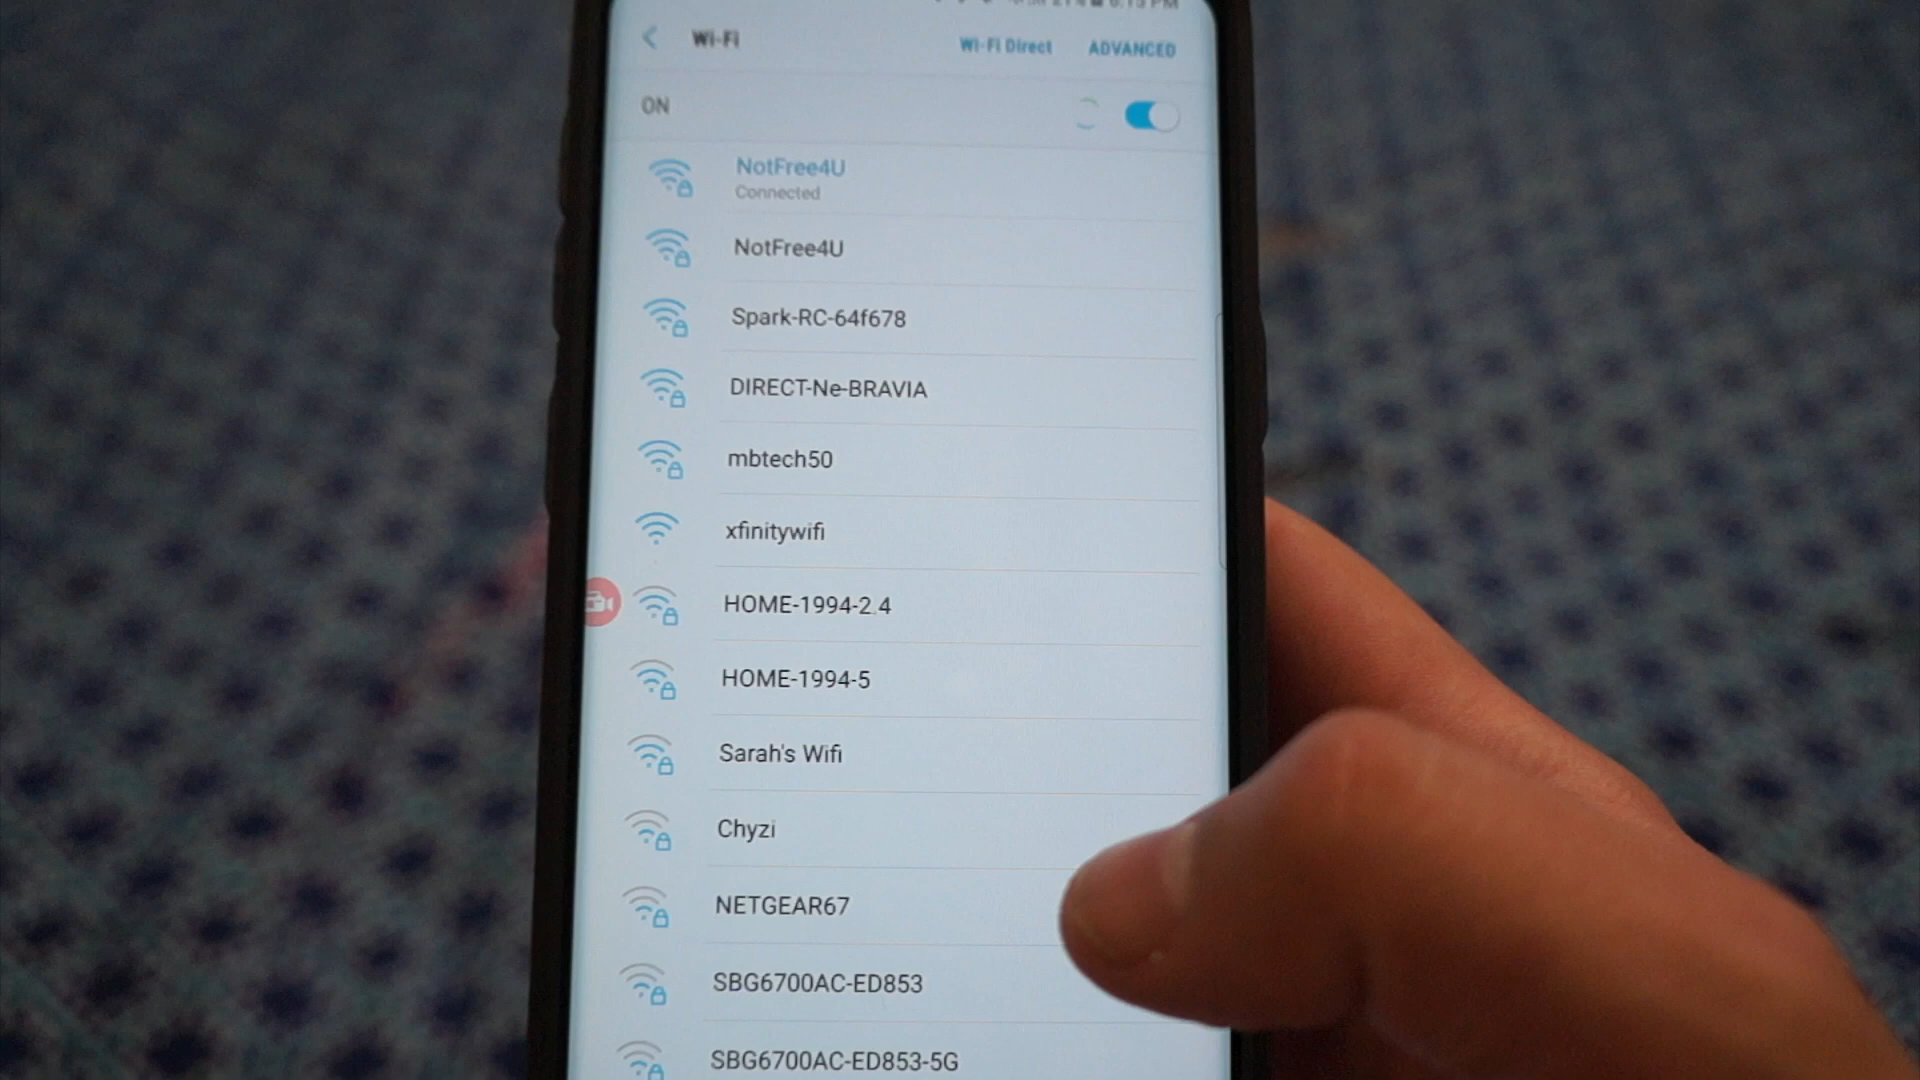 Wi-Fi
Wi-Fi Direct
ADVANCED
ON
NotFree4U
Connected
NotFree4U
Spark-RC-64f678
DIRECT-Ne-BRAVIA
mbtech50
xfinitywifi
HOME-1994-2.4
HOME-1994-5
Sarah's Wifi
Chyzi
NETGEAR67
SBG6700AC-ED853
SBG6700AC-ED853-5G